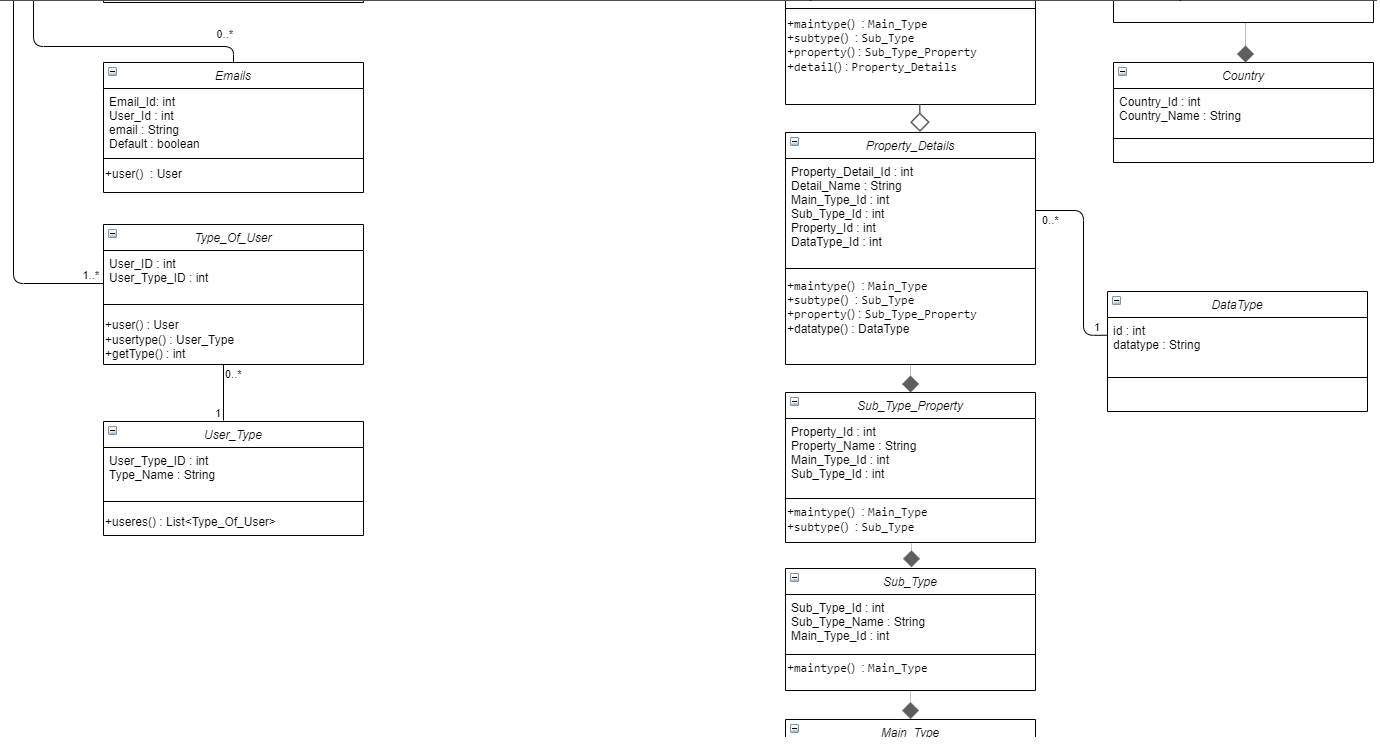 0..*
Emails
Email_Id: int
User_Id : int
email : String
Default : boolean
+user() : User
Type_Of_User
1..*
User_ID : int
User_Type_ID : int
+user() : User
+usertype() : User_Type
+getType() : int
0..*
1
User_Type
User_Type_ID : int
Type_Name : String
+useres() : List<Type_Of_User>
+maintype() : Main_Type
+subtype() : Sub_Type
+property() : Sub_Type_Property
+detail() : Property_Details
Property_Details
Property_Detail_Id : int
Detail_Name : String
Main_Type_Id : int
Sub_Type_Id : int
Property_Id : int
DataType_Id : int
+maintype() : Main_Type
+subtype() : Sub_Type
+property() : Sub_Type_Property
+datatype() : DataType
0..*
1
Sub_Type_Property
Property_Id : int
Property_Name : String
Main_Type_Id : int
Sub_Type_Id : int
+maintype() : Main_Type
+subtype() : Sub_Type
Sub_Type
Sub_Type_Id : int
Sub_Type_Name : String
Main_Type_Id : int
+maintype() : Main_Type
Main_Type
Country
Country_Id : int
Country_Name : String
DataType
id : int
datatype : String